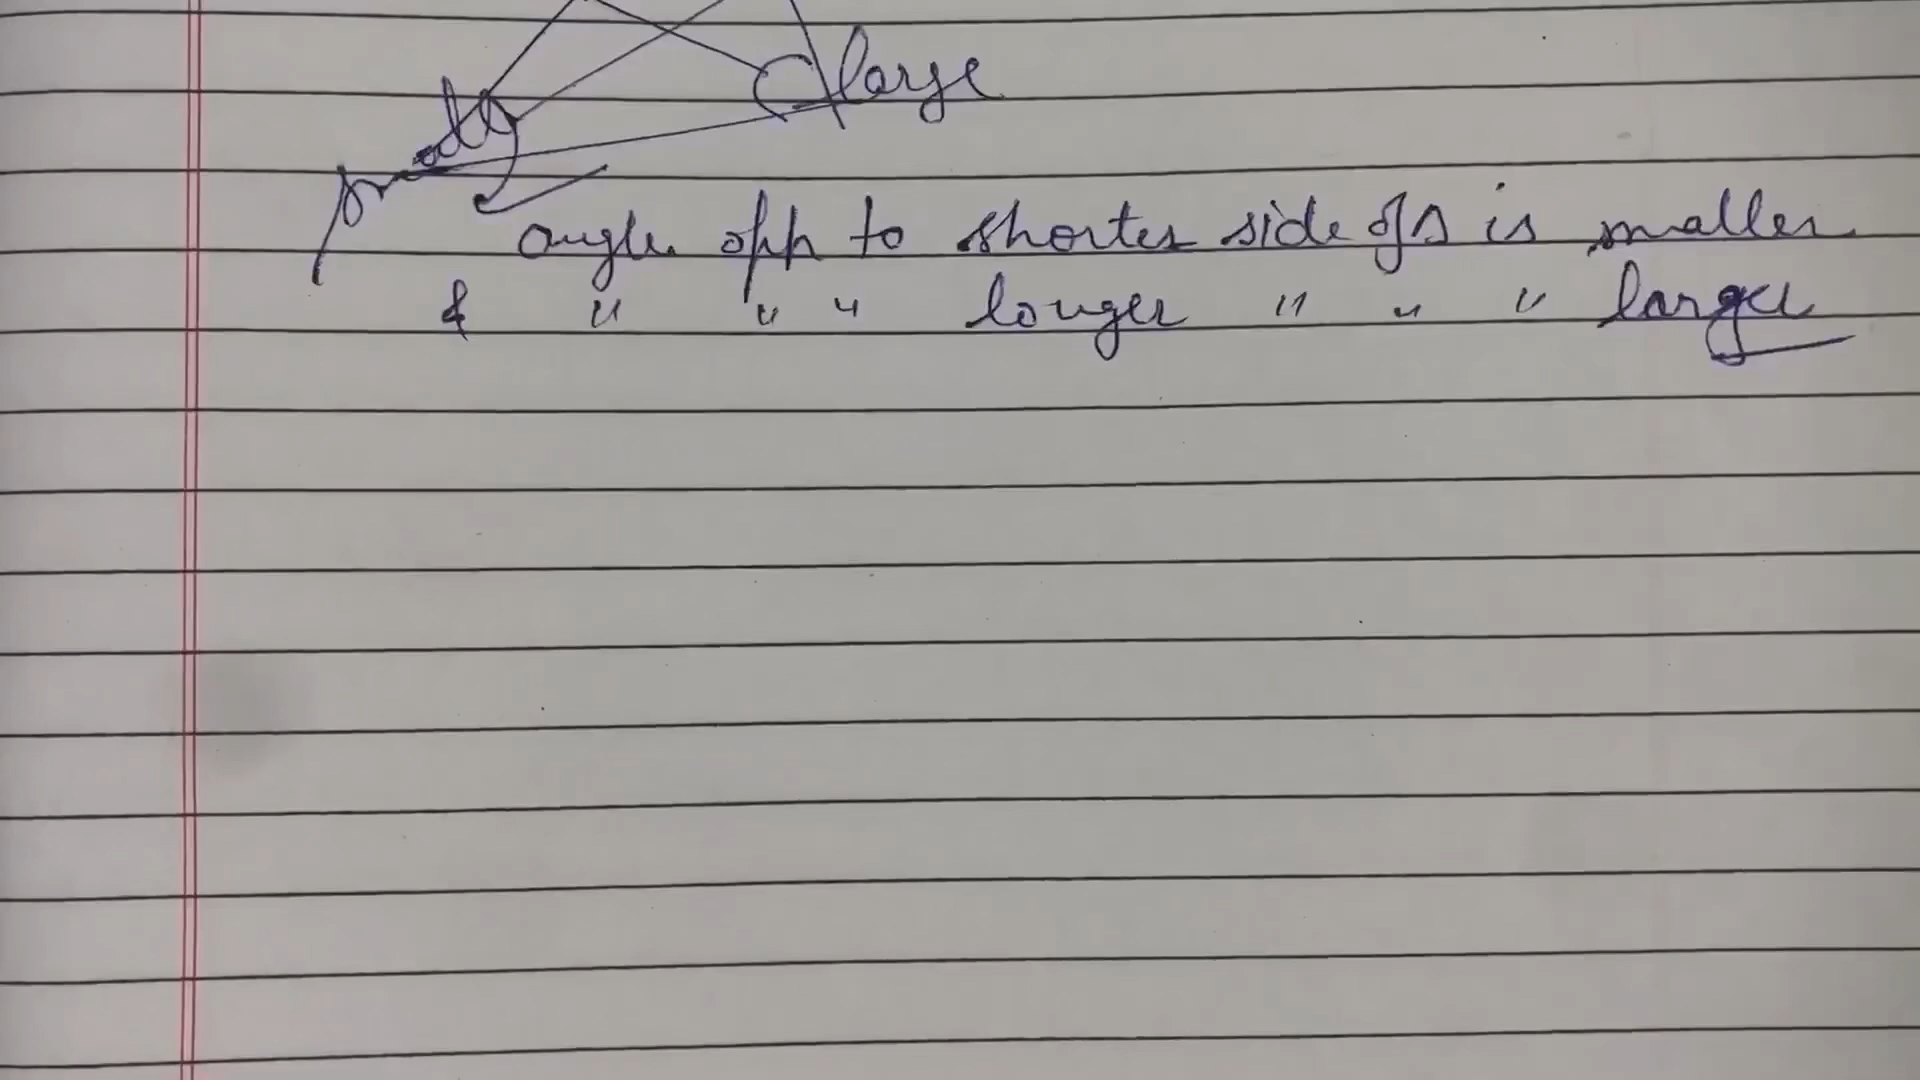 large
small
angle opp to shorter side of Δ is smaller
& " " " longer " " " larger